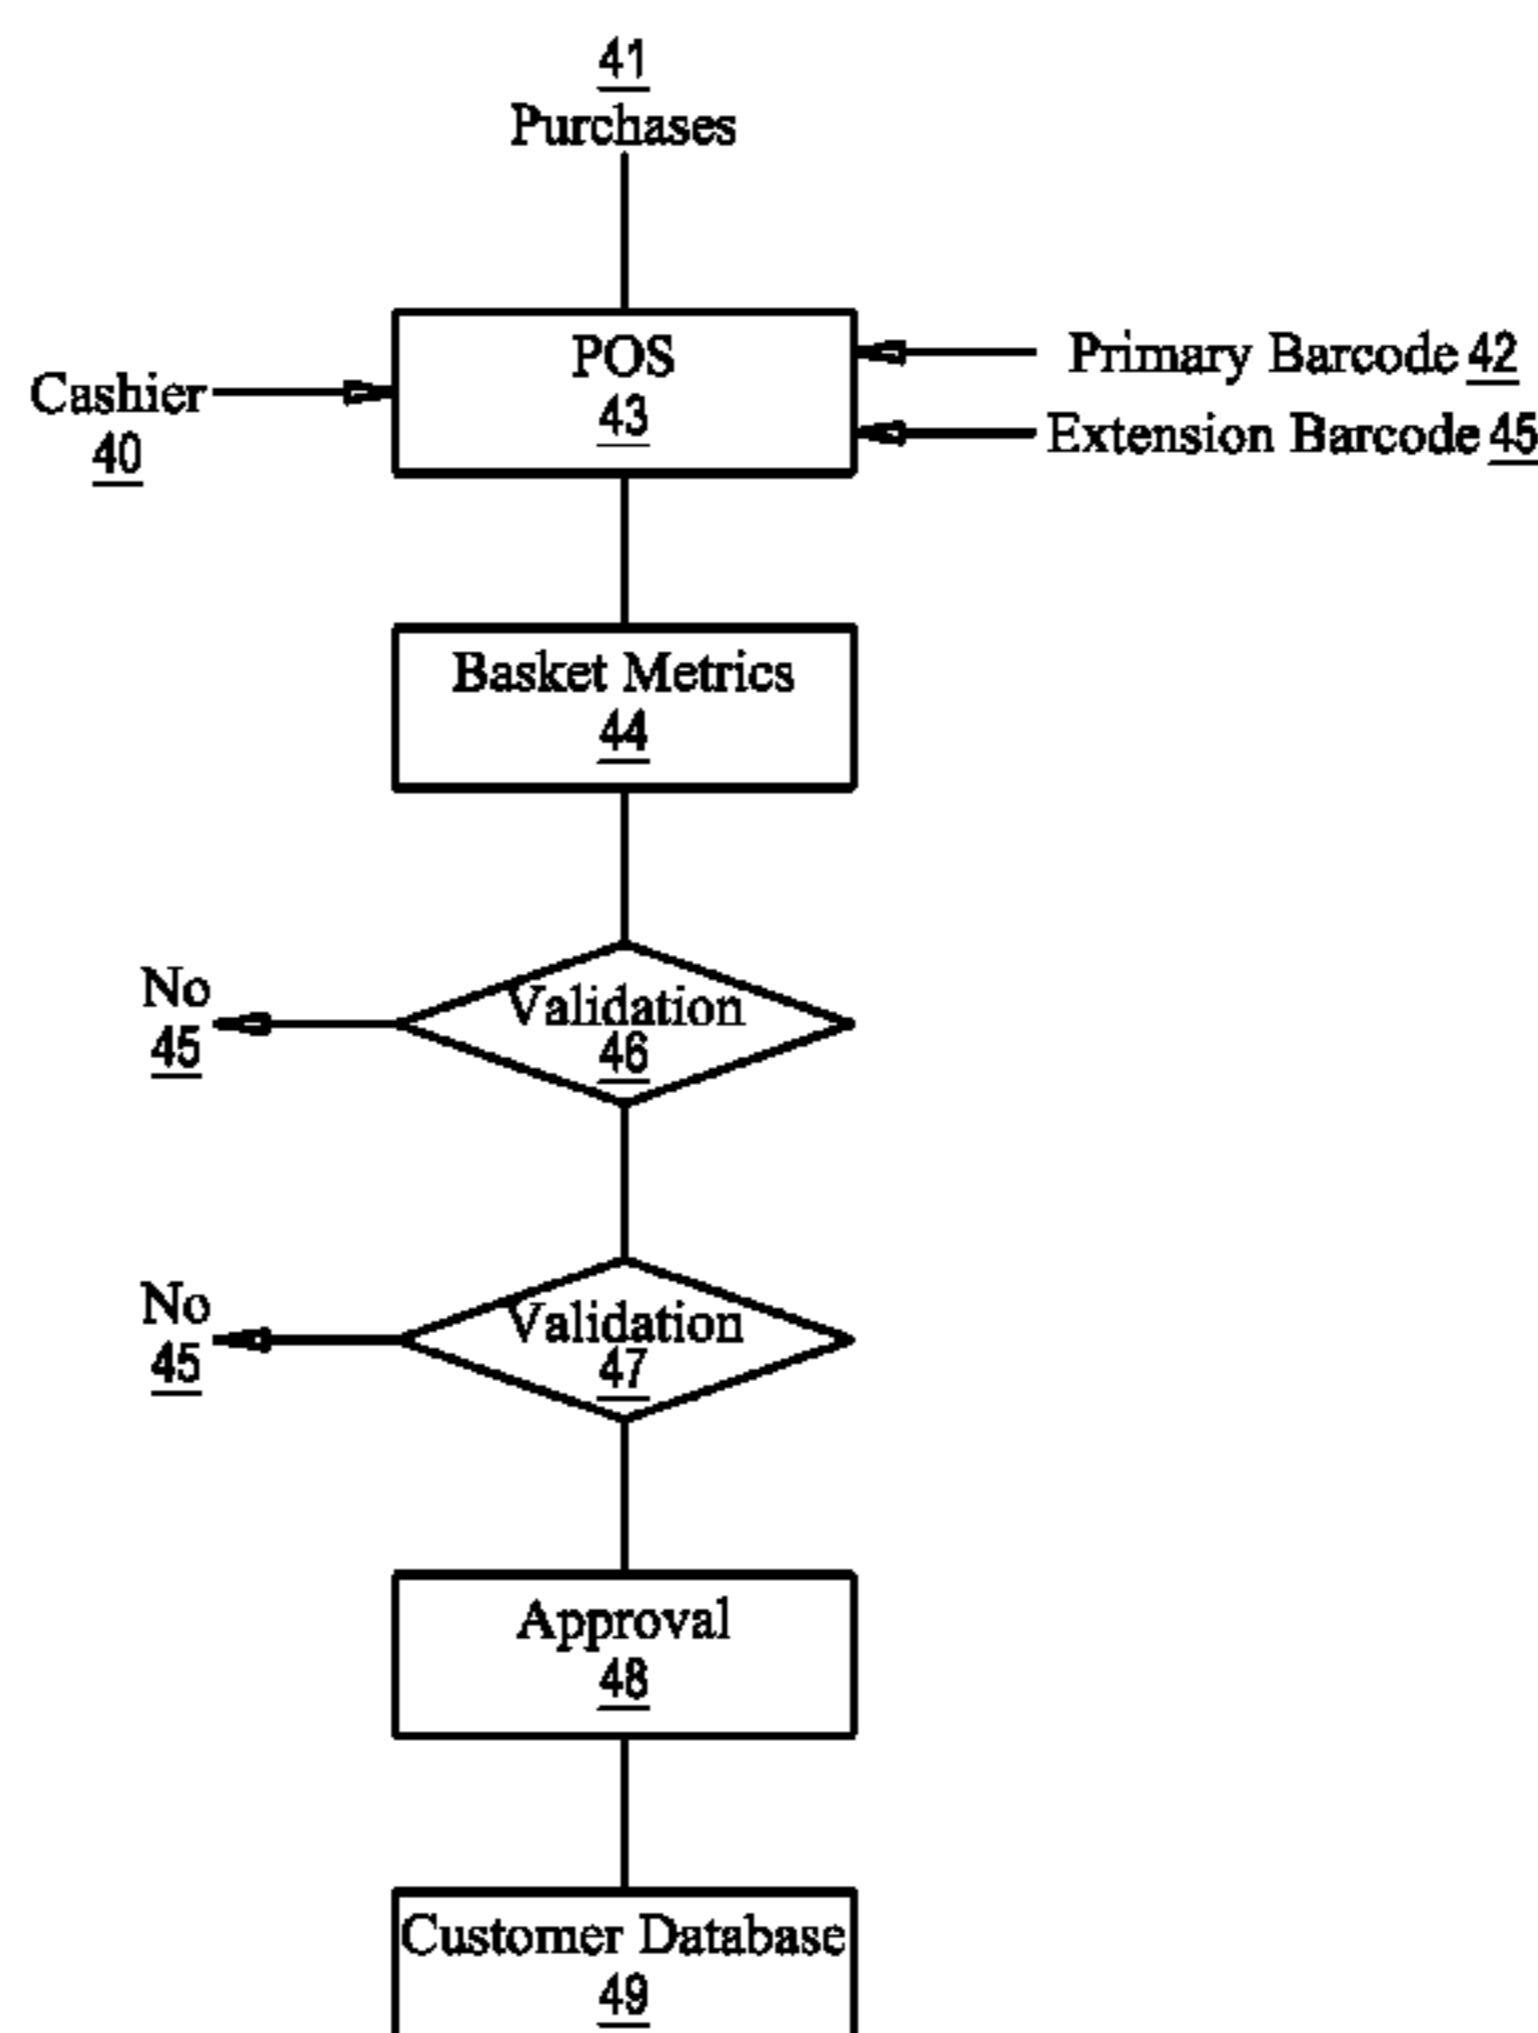 41
Purchases
POS
43
Cashier
40
Primary Barcode 42
Extension Barcode 45
Basket Metrics
44
Validation
46
No
45
Validation
47
No
45
Approval
48
Customer Database
49